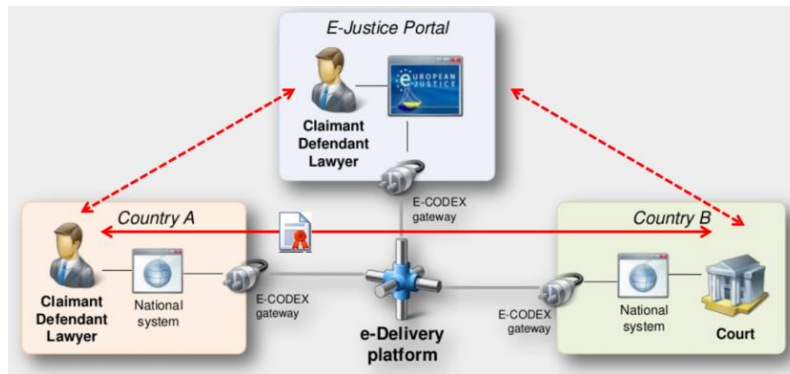 E-Justice Portal
EUROPEAN
JUSTICE
Claimant
Defendant
Lawyer
E-CODEX
gateway
Country A
Country B
Claimant
Defendant
Lawyer
National
system
E-CODEX
gateway
e-Delivery
platform
E-CODEX
gateway
National
system
Court